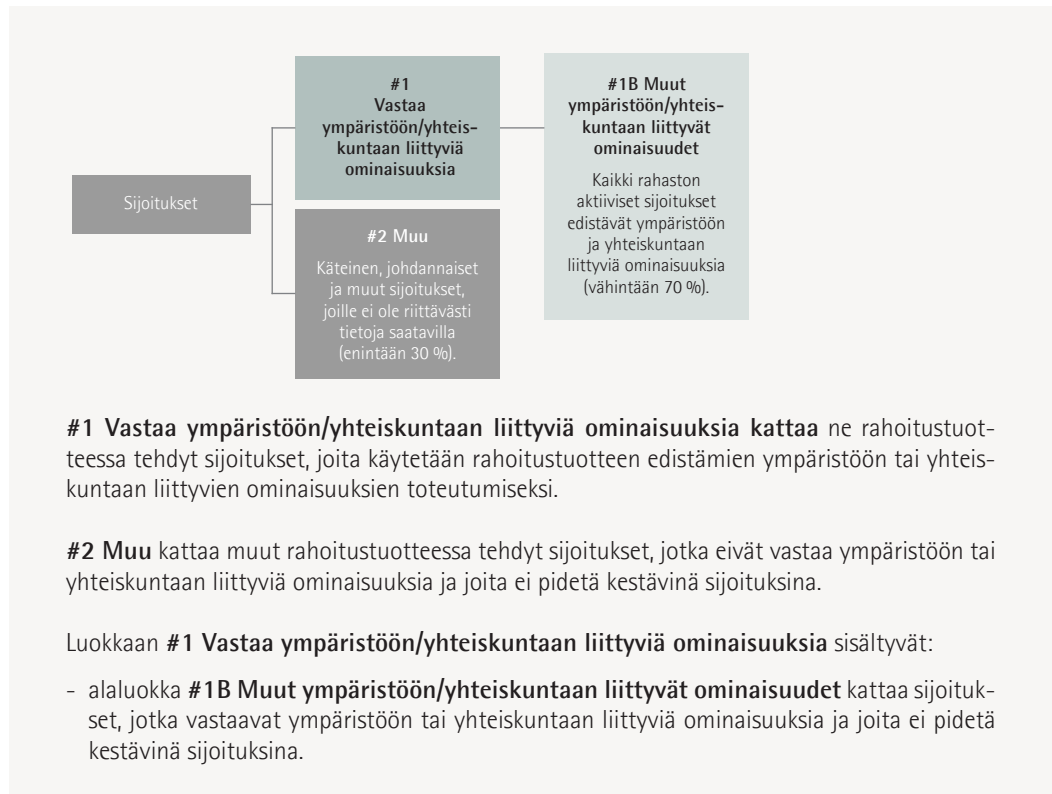 #1
Vastaa
ympäristöön/yhteis-
kuntaan liittyviä
ominaisuuksia
#1B Muut
ympäristöön/yhteis-
kuntaan liittyvät
ominaisuudet
Kaikki rahaston
aktiiviset sijoitukset
edistävät ympäristöön
ja yhteiskuntaan
liittyviä ominaisuuksia
(vähintään 70 %).
Sijoitukset
#2 Muu
Käteinen, johdannaiset
ja muut sijoitukset,
joille ei ole riittävästi
tietoja saatavilla
(enintään 30 %).
#1 Vastaa ympäristöön/yhteiskuntaan liittyviä ominaisuuksia kattaa ne rahoitustuot-
teessa tehdyt sijoitukset, joita käytetään rahoitustuotteen edistämien ympäristöön tai yhteis-
kuntaan liittyvien ominaisuuksien toteutumiseksi.
#2 Muu kattaa muut rahoitustuotteessa tehdyt sijoitukset, jotka eivät vastaa ympäristöön tai
yhteiskuntaan liittyviä ominaisuuksia ja joita ei pidetä kestävinä sijoituksina.
Luokkaan #1 Vastaa ympäristöön/yhteiskuntaan liittyviä ominaisuuksia sisältyvät:
- alaluokka #1B Muut ympäristöön/yhteiskuntaan liittyvät ominaisuudet kattaa sijoituk-
set, jotka vastaavat ympäristöön tai yhteiskuntaan liittyviä ominaisuuksia ja joita ei pidetä
kestävinä sijoituksina.